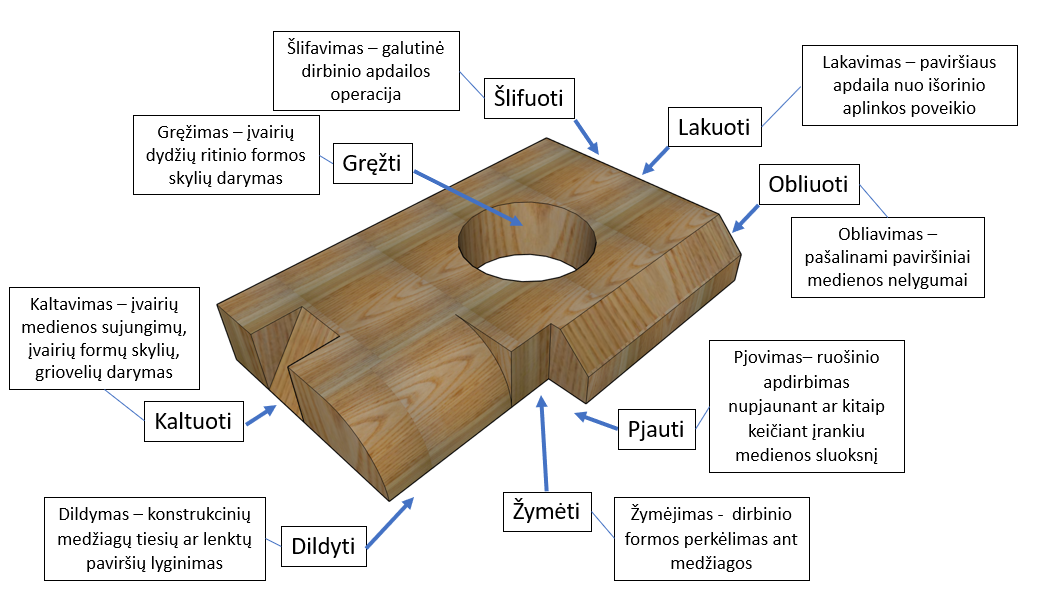 Šlifavimas – galutinė
dirbinio apdailos
operacija
Šlifuoti
Lakavimas – paviršiaus
apdaila nuo išorinio
aplinkos poveikio
Lakuoti
Gręžimas – įvairių
dydžių ritinio formos
skylių darymas
Gręžti
Obliuoti
Obliavimas –
pašalinami paviršiniai
medienos nelygumai
Kaltavimas – įvairių
medienos sujungimų,
įvairių formų skylių,
griovelių darymas
Kaltuoti
Pjovimas– ruošinio
apdirbimas
nupjaunant ar kitaip
keičiant įrankiu
medienos sluoksnį
Pjauti
Dildymas – konstrukcinių
medžiagų tiesių ar lenktų
paviršių lyginimas
Dildyti
Žymėti
Žymėjimas - dirbinio
formos perkėlimas ant
medžiagos